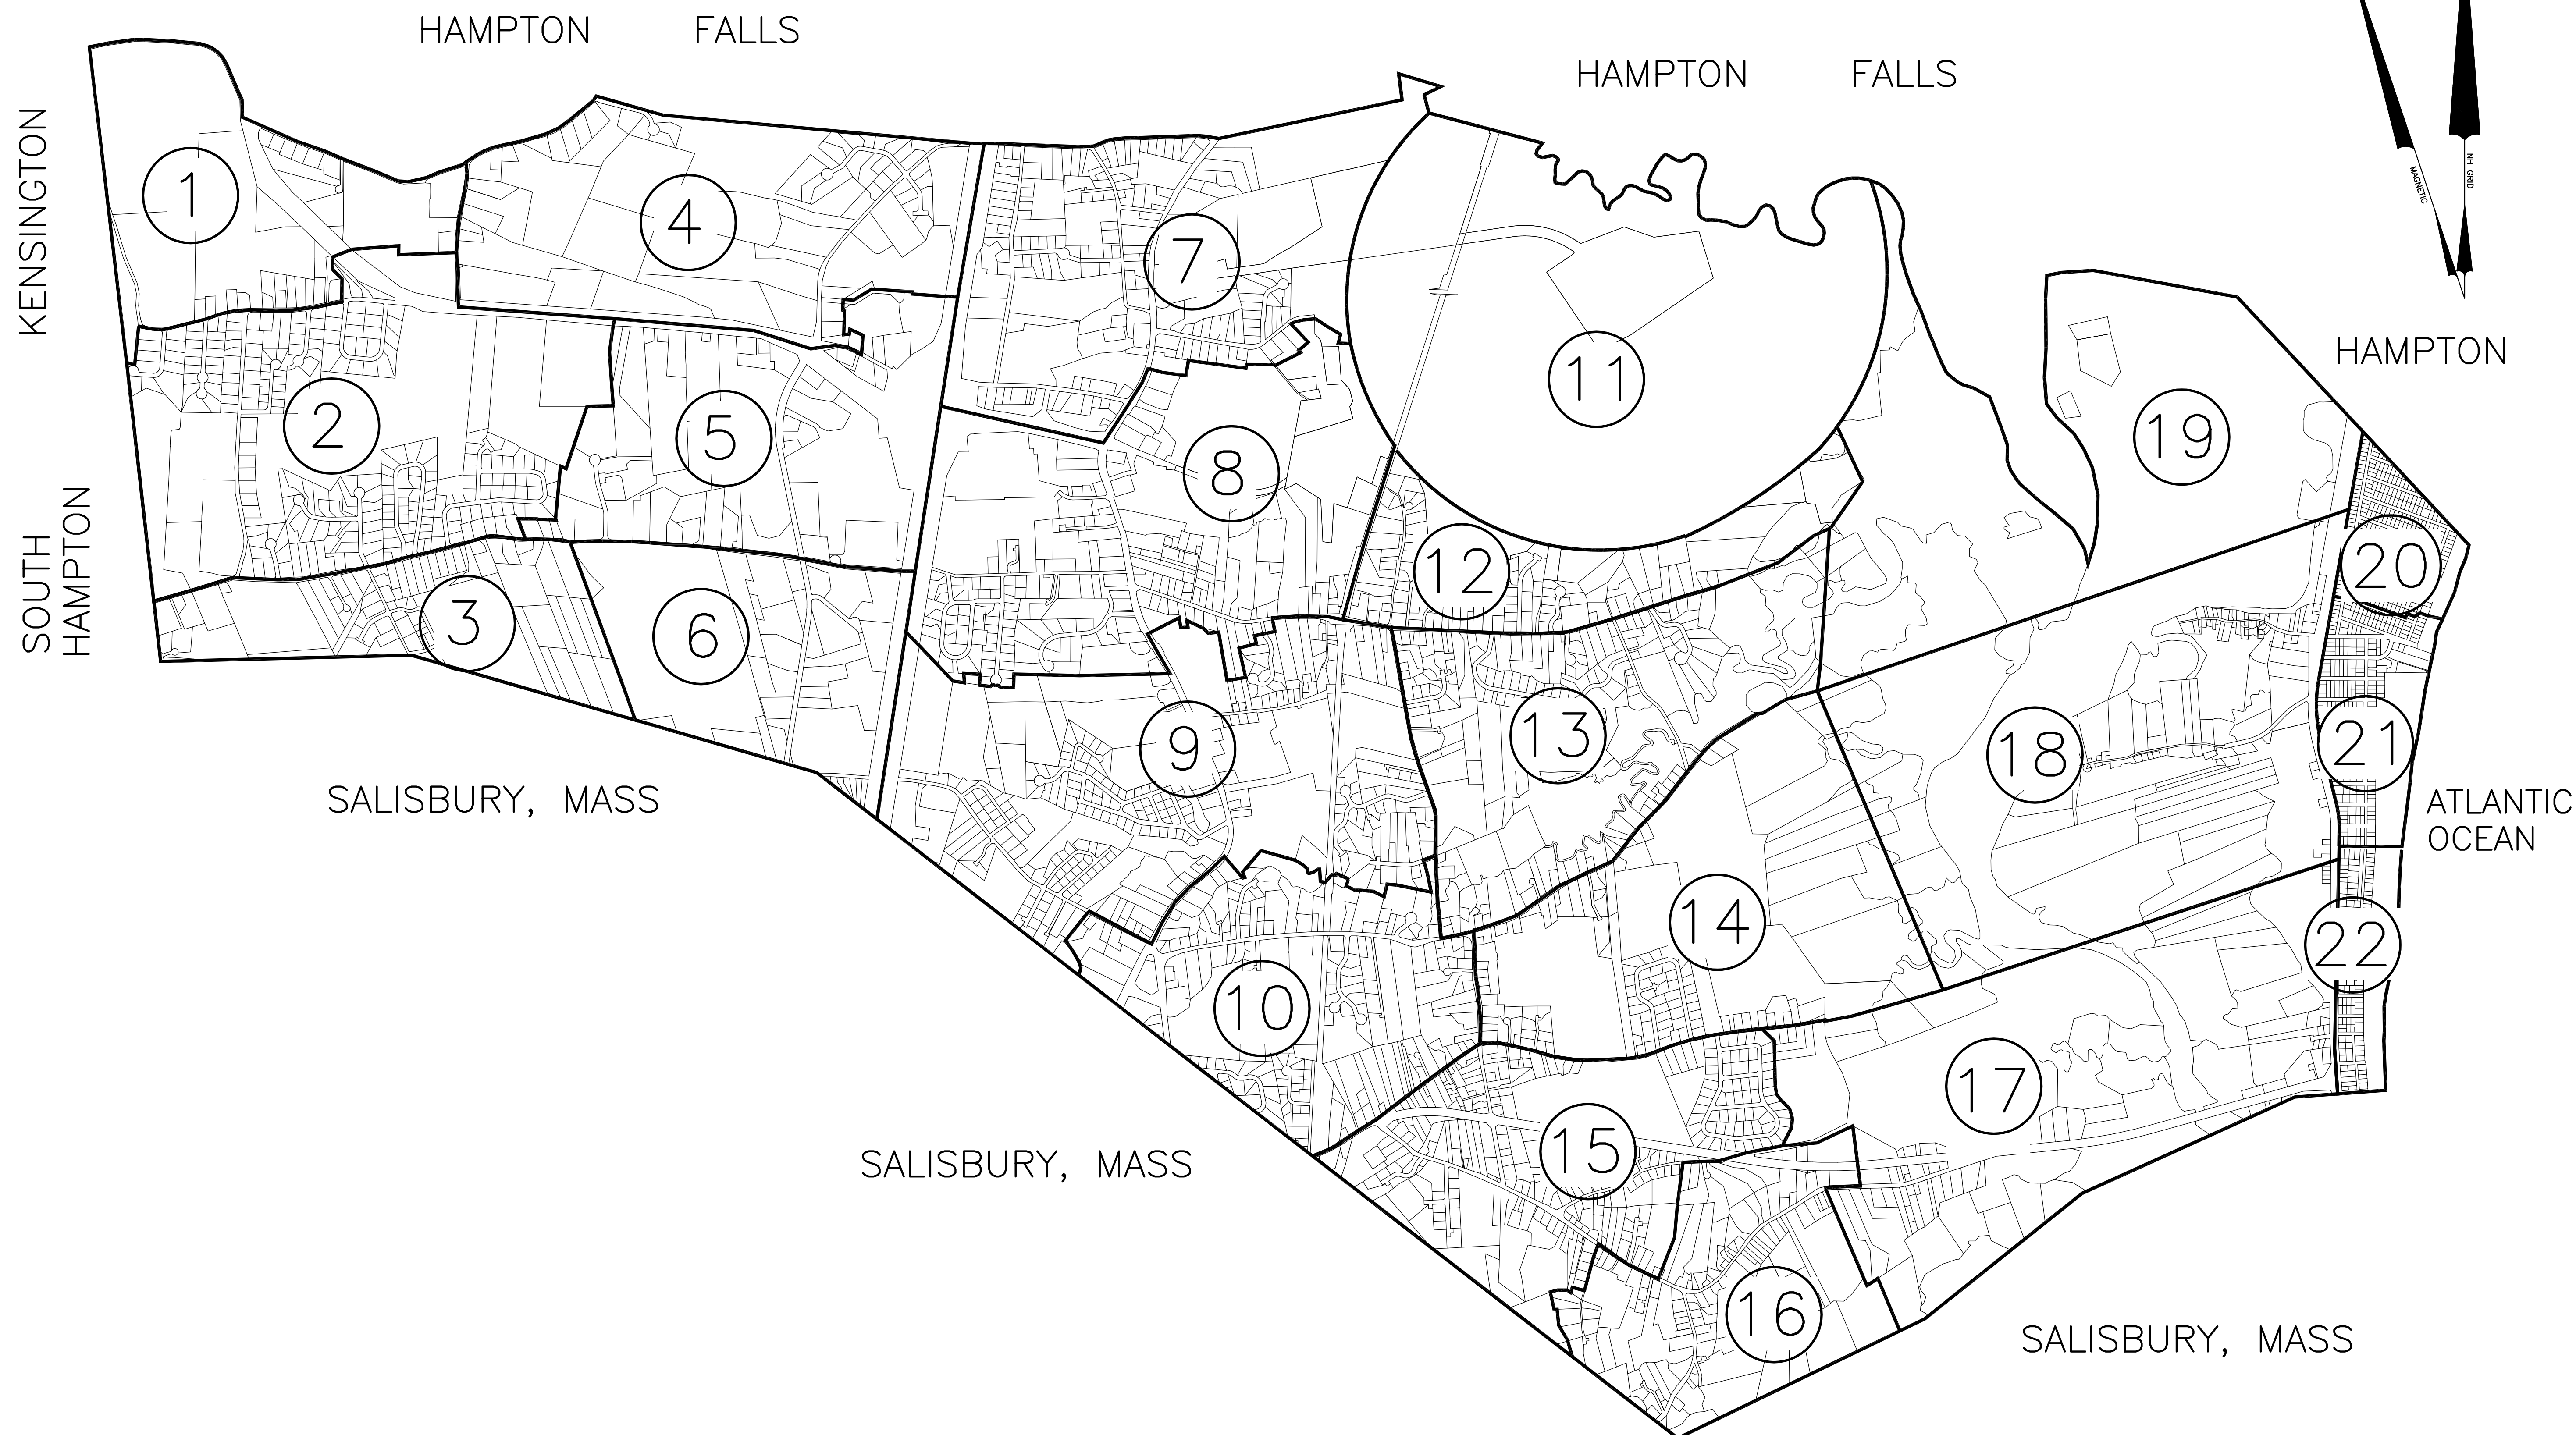 HAMPTON FALLS
HAMPTON FALLS
KENSINGTON
SOUTH
HAMPTON
MAGNETIC
NH GRID
HAMPTON
1
4
7
11
19
2
5
8
12
20
3
6
9
13
18
21
SALISBURY, MASS
ATLANTIC
OCEAN
14
22
10
17
15
SALISBURY, MASS
16
SALISBURY, MASS